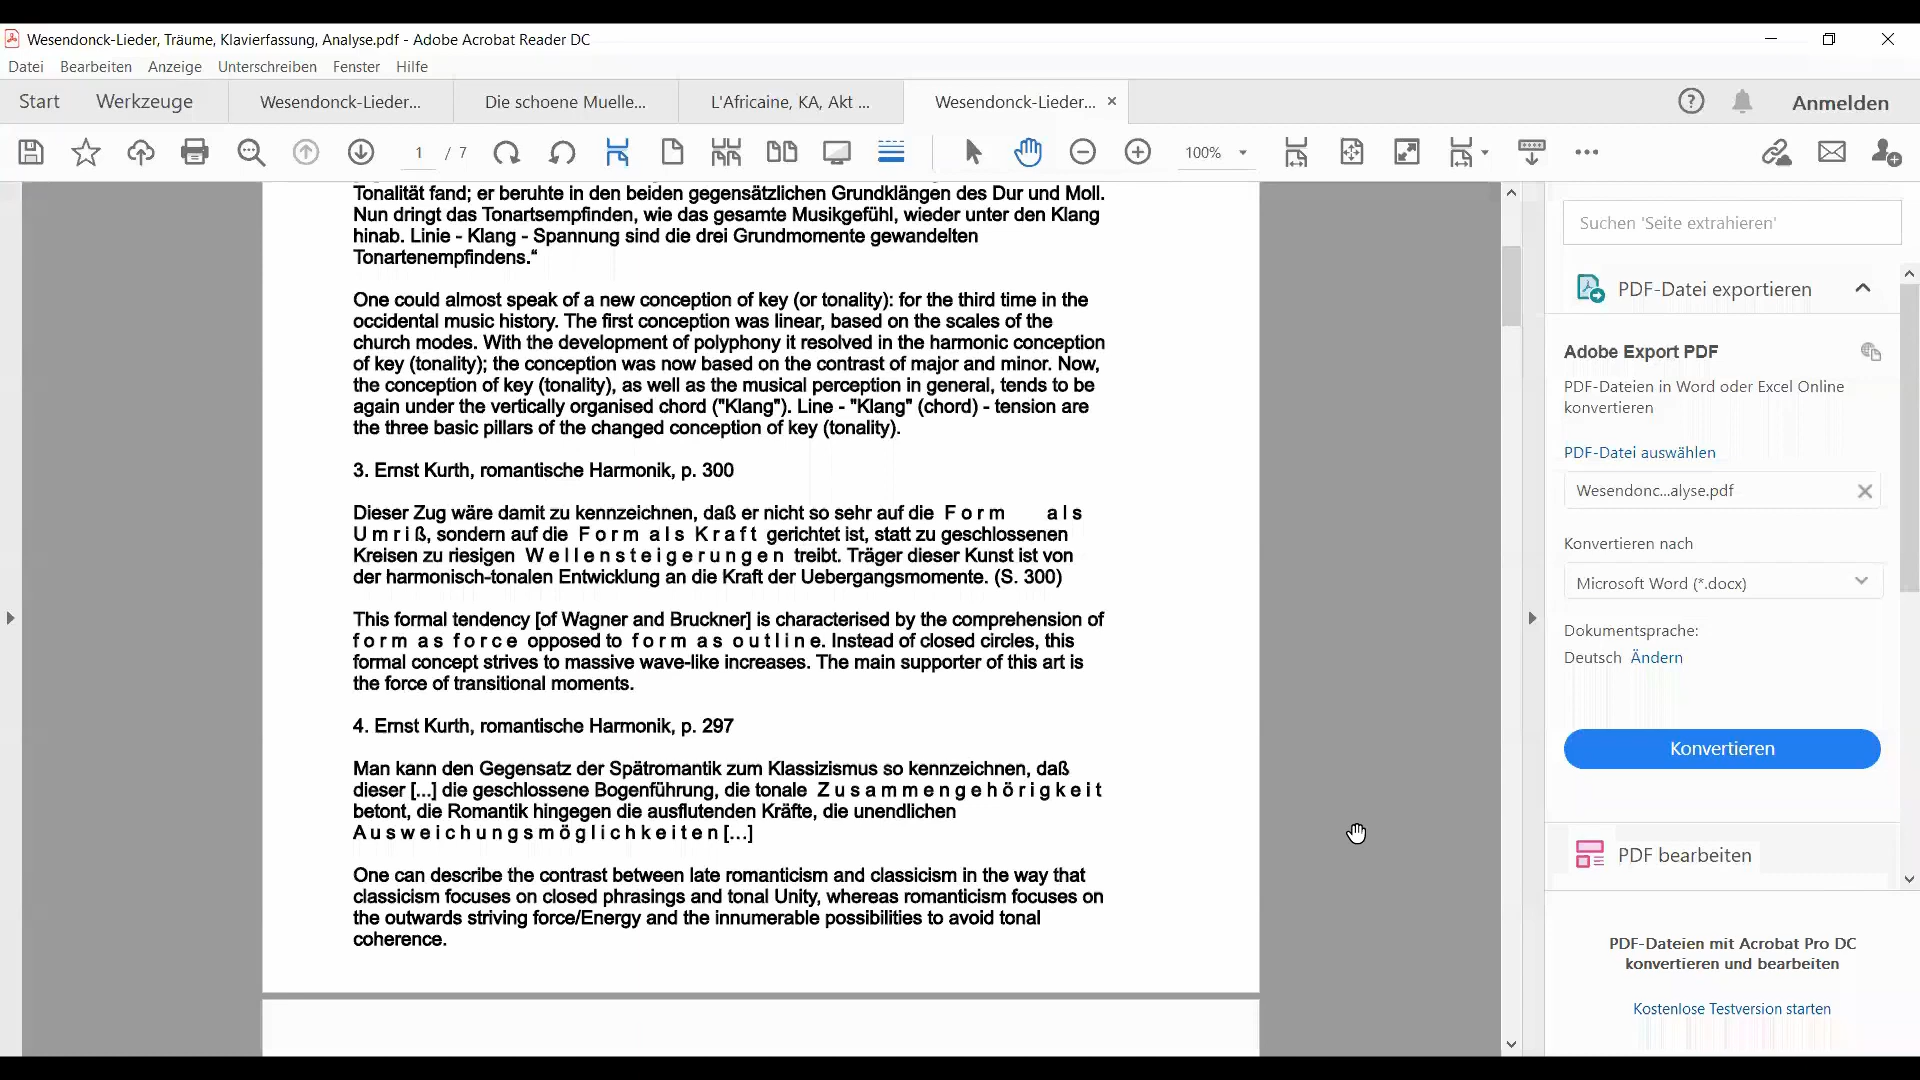 Wesendonck-Lieder, Träume, Klavierfassung, Analyse.pdf - Adobe Acrobat Reader DC
Datei Bearbeiten Anzeige Unterschreiben Fenster Hilfe
Start Werkzeuge Wesendonck-Lieder... Die schoene Muelle... L'Africaine, KA, Akt ... Wesendonck-Lieder... × Anmelden
1 / 7 100%
Tonalität fand; er beruhte in den beiden gegensätzlichen Grundklängen des Dur und Moll.
Nun dringt das Tonartsempfinden, wie das gesamte Musikgefühl, wieder unter den Klang
hinab. Linie - Klang - Spannung sind die drei Grundmomente gewandelten
Tonartenempfindens.“
One could almost speak of a new conception of key (or tonality): for the third time in the
occidental music history. The first conception was linear, based on the scales of the
church modes. With the development of polyphony it resolved in the harmonic conception
of key (tonality); the conception was now based on the contrast of major and minor. Now,
the conception of key (tonality), as well as the musical perception in general, tends to be
again under the vertically organised chord ("Klang"). Line - "Klang" (chord) - tension are
the three basic pillars of the changed conception of key (tonality).
3. Ernst Kurth, romantische Harmonik, p. 300
Dieser Zug wäre damit zu kennzeichnen, daß er nicht so sehr auf die F o r m a l s
U m r i ß, sondern auf die F o r m a l s K r a f t gerichtet ist, statt zu geschlossenen
Kreisen zu riesigen W e l l e n s t e i g e r u n g e n treibt. Träger dieser Kunst ist von
der harmonisch-tonalen Entwicklung an die Kraft der Uebergangsmomente. (S. 300)
This formal tendency [of Wagner and Bruckner] is characterised by the comprehension of
f o r m a s f o r c e opposed to f o r m a s o u t l i n e. Instead of closed circles, this
formal concept strives to massive wave-like increases. The main supporter of this art is
the force of transitional moments.
4. Ernst Kurth, romantische Harmonik, p. 297
Man kann den Gegensatz der Spätromantik zum Klassizismus so kennzeichnen, daß
dieser [...] die geschlossene Bogenführung, die tonale Z u s a m m e n g e h ö r i g k e i t
betont, die Romantik hingegen die ausflutenden Kräfte, die unendlichen
A u s w e i c h u n g s m ö g l i c h k e i t e n [...]
One can describe the contrast between late romanticism and classicism in the way that
classicism focuses on closed phrasings and tonal Unity, whereas romanticism focuses on
the outwards striving force/Energy and the innumerable possibilities to avoid tonal
coherence.
Suchen 'Seite extrahieren'
PDF-Datei exportieren
Adobe Export PDF
PDF-Dateien in Word oder Excel Online
konvertieren
PDF-Datei auswählen
Wesendonc...alyse.pdf
Konvertieren nach
Microsoft Word (*.docx)
Dokumentsprache:
Deutsch Ändern
Konvertieren
PDF bearbeiten
PDF-Dateien mit Acrobat Pro DC
konvertieren und bearbeiten
Kostenlose Testversion starten